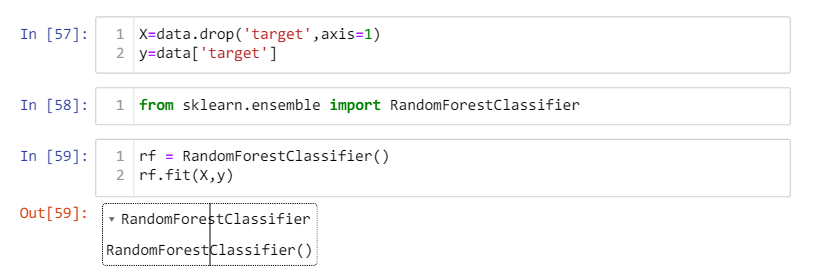 In [57]:
1 X=data.drop('target',axis=1)
2 y=data['target']
In [58]:
1 from sklearn.ensemble import RandomForestClassifier
In [59]:
1 rf = RandomForestClassifier()
2 rf.fit(X,y)
Out[59]:
▾ RandomForestClassifier
RandomForestClassifier()